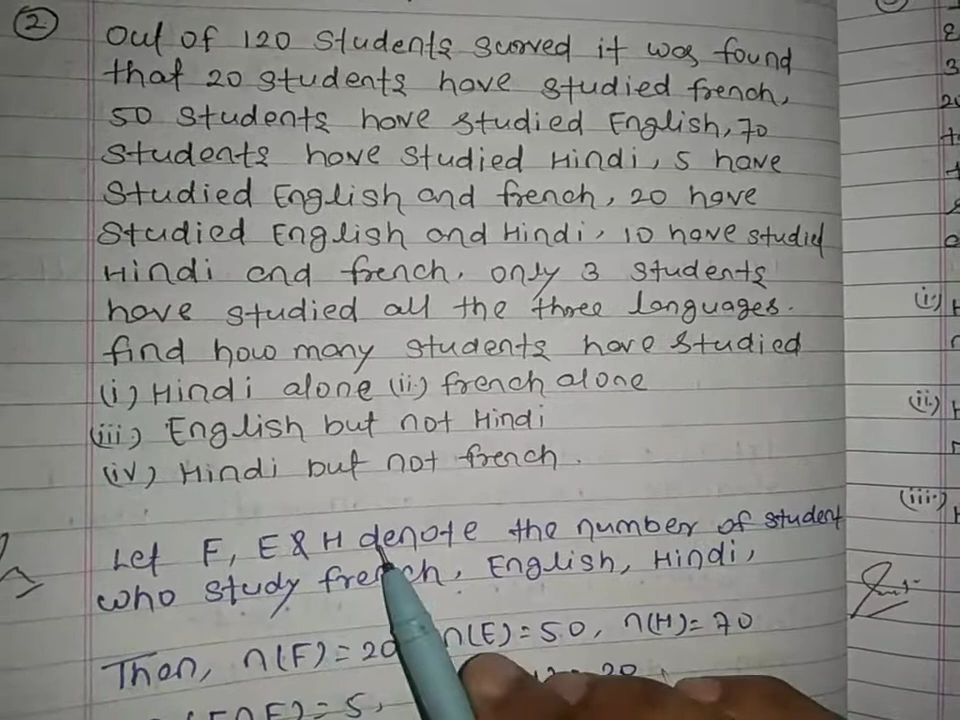 2.
Out of 120 students surved it was found
that 20 students have studied french,
50 students have studied English, 70
students have studied Hindi, 5 have
studied English and french, 20 have
studied English and Hindi, 10 have studied
Hindi and french, only 3 students
have studied all the three languages.
find how many students have studied
(i) Hindi alone (ii) french alone
(iii) English but not Hindi
(iv) Hindi but not french.
Let F, E & H denote the number of student
who study french, English, Hindi,
Then, n(F) = 20 n(E) = 50, n(H) = 70
= 5,
20
(i)
(ii)
(iii)